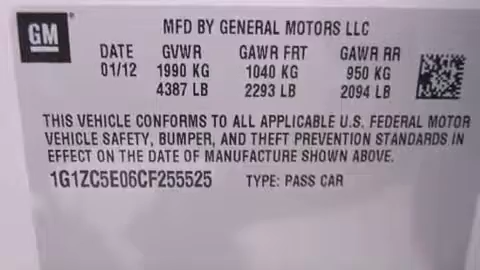 GM
MFD BY GENERAL MOTORS LLC
DATE GVWR GAWR FRT GAWR RR
01/12 1990 KG 1040 KG 950 KG
4387 LB 2293 LB 2094 LB
THIS VEHICLE CONFORMS TO ALL APPLICABLE U.S. FEDERAL MOTOR
VEHICLE SAFETY, BUMPER, AND THEFT PREVENTION STANDARDS IN
EFFECT ON THE DATE OF MANUFACTURE SHOWN ABOVE.
1G1ZC5E06CF255525 TYPE: PASS CAR